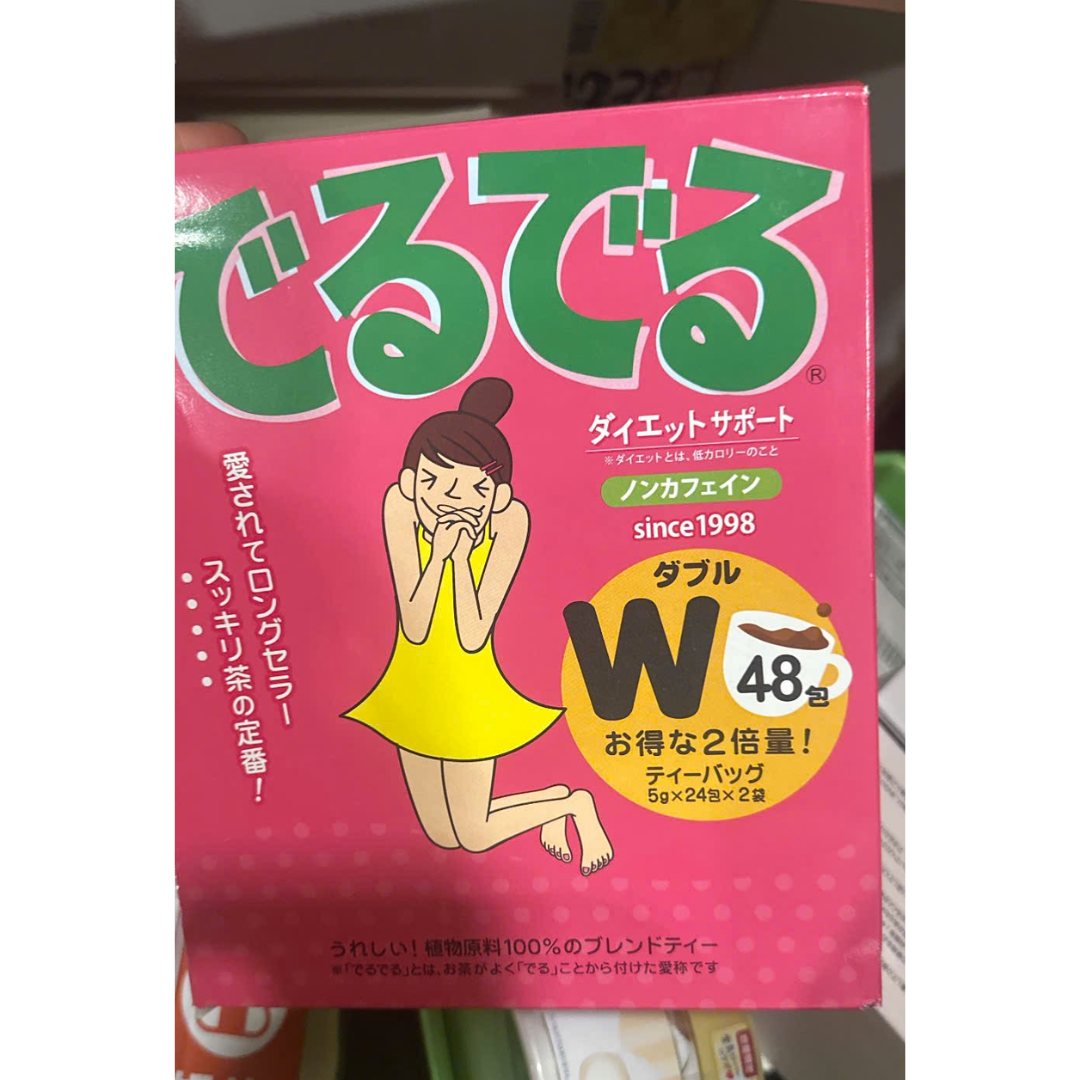 でるでる®
ダイエットサポート
※ダイエットとは、低カロリーのこと
ノンカフェイン
since1998
愛されてロングセラー
スッキリ茶の定番!
ダブル
W
48包
お得な2倍量!
ティーバッグ
5g×24包×2袋
うれしい!植物原料100%のブレンドティー
※「でるでる」とは、お茶がよく「でる」ことから付けた愛称です